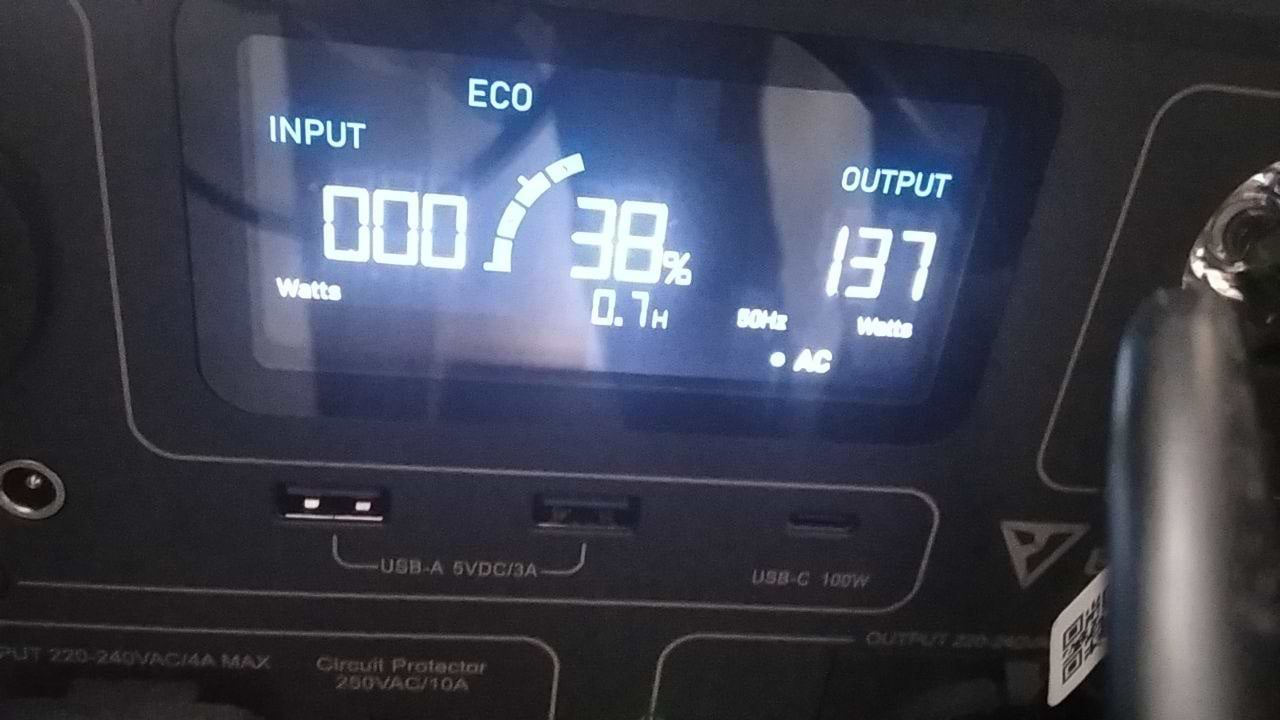 ECO
INPUT
OUTPUT
000
38%
137
Watts
0.7H
50Hz
Watts
AC
USB-A 5VDC/3A
USB-C 100W
PUT 220-240VAC/4A MAX
Circuit Protector
250VAC/10A
OUTPUT 220-240